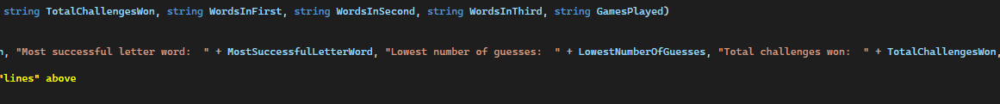 string TotalChallengesWon, string WordsInFirst, string WordsInSecond, string WordsInThird, string GamesPlayed)
, "Most successful letter word:  " + MostSuccessfulLetterWord, "Lowest number of guesses:  " + LowestNumberOfGuesses, "Total challenges won:  " + TotalChallengesWon,
"lines" above